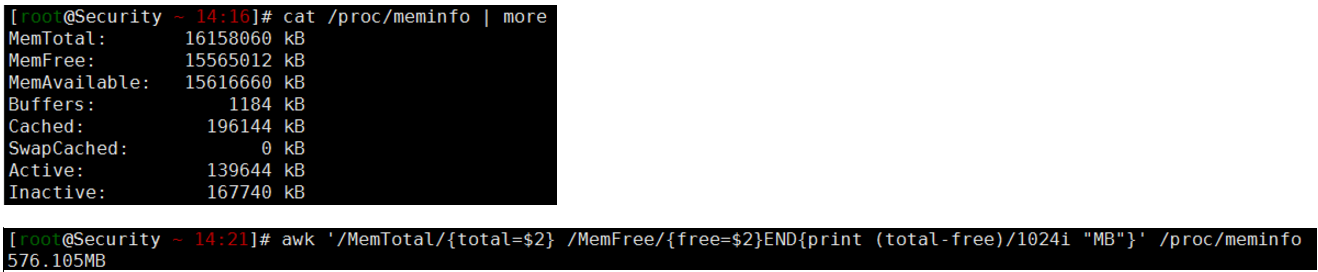 [root@Security ~ 14:16]# cat /proc/meminfo | more
MemTotal:       16158060 kB
MemFree:        15565012 kB
MemAvailable:   15616660 kB
Buffers:            1184 kB
Cached:           196144 kB
SwapCached:            0 kB
Active:           139644 kB
Inactive:         167740 kB
[root@Security ~ 14:21]# awk '/MemTotal/{total=$2} /MemFree/{free=$2}END{print (total-free)/1024i "MB"}' /proc/meminfo
576.105MB